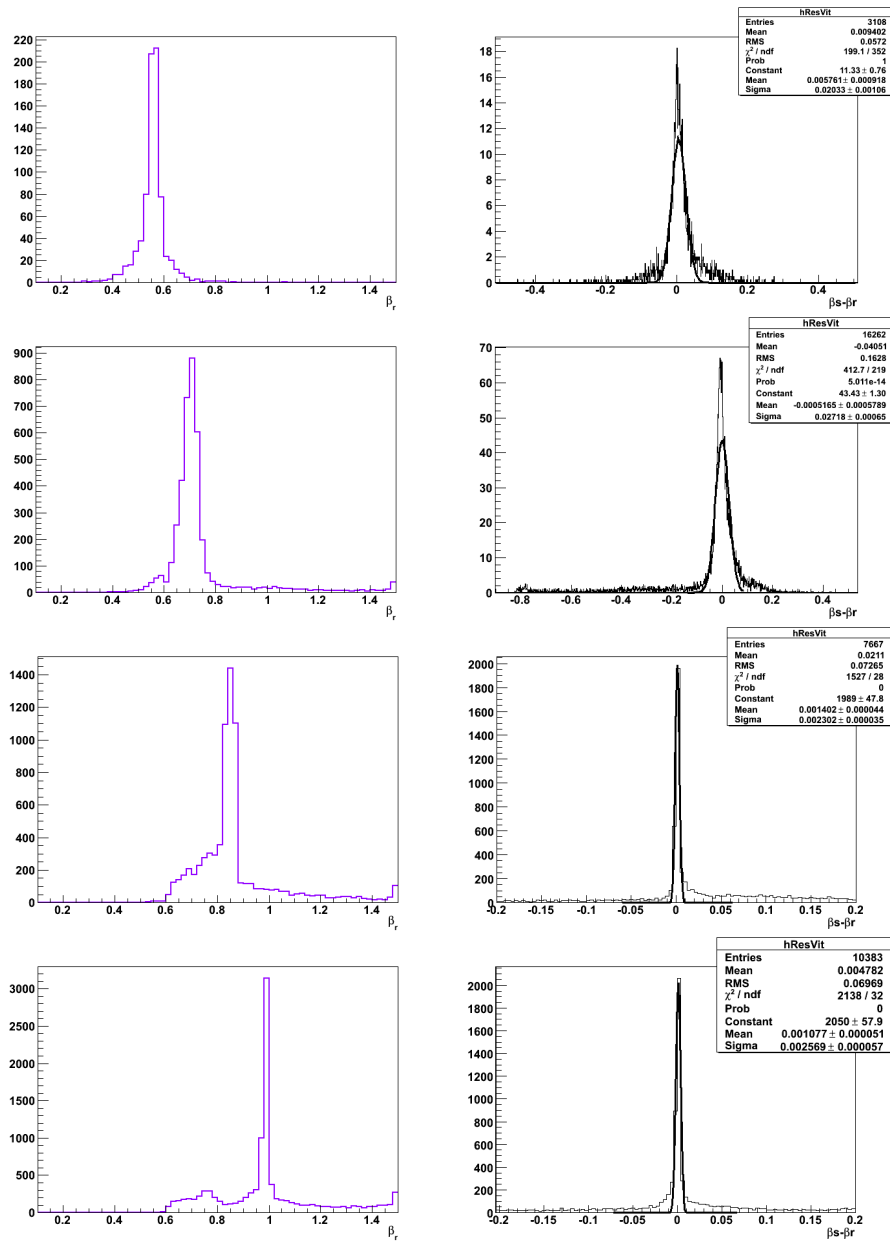 hResVit
Entries 3108
Mean 0.009402
RMS 0.0572
χ² / ndf 199.1 / 352
Prob 1
Constant 11.33 ± 0.76
Mean 0.005761 ± 0.000918
Sigma 0.02033 ± 0.00106
220
200
180
160
140
120
100
80
60
40
20
0
0.2 0.4 0.6 0.8 1 1.2 1.4
βr
18
16
14
12
10
8
6
4
2
0
-0.4 -0.2 0 0.2 0.4
βs-βr
hResVit
Entries 16262
Mean -0.04051
RMS 0.1628
χ² / ndf 412.7 / 219
Prob 5.011e-14
Constant 43.43 ± 1.30
Mean -0.0005165 ± 0.0005789
Sigma 0.02718 ± 0.00065
900
800
700
600
500
400
300
200
100
0
0.2 0.4 0.6 0.8 1 1.2 1.4
βr
70
60
50
40
30
20
10
0
-0.8 -0.6 -0.4 -0.2 0 0.2 0.4
βs-βr
hResVit
Entries 7667
Mean 0.0211
RMS 0.07265
χ² / ndf 1527 / 28
Prob 0
Constant 1989 ± 47.8
Mean 0.001402 ± 0.000044
Sigma 0.002302 ± 0.000035
1400
1200
1000
800
600
400
200
0
0.2 0.4 0.6 0.8 1 1.2 1.4
βr
2000
1800
1600
1400
1200
1000
800
600
400
200
0
-0.2 -0.15 -0.1 -0.05 0 0.05 0.1 0.15 0.2
βs-βr
hResVit
Entries 10383
Mean 0.004782
RMS 0.06969
χ² / ndf 2138 / 32
Prob 0
Constant 2050 ± 57.9
Mean 0.001077 ± 0.000051
Sigma 0.002569 ± 0.000057
3000
2500
2000
1500
1000
500
0
0.2 0.4 0.6 0.8 1 1.2 1.4
βr
2000
1800
1600
1400
1200
1000
800
600
400
200
0
-0.2 -0.15 -0.1 -0.05 0 0.05 0.1 0.15 0.2
βs-βr